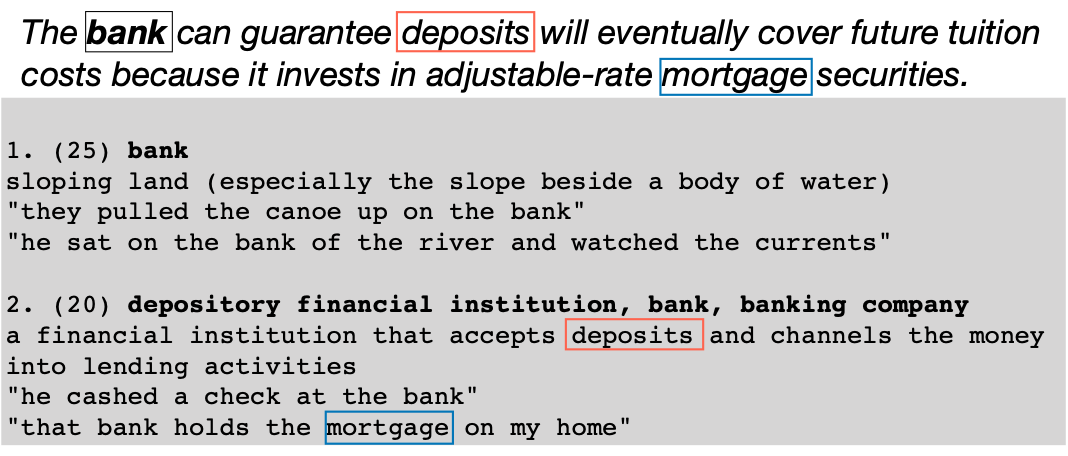 The bank can guarantee deposits will eventually cover future tuition
costs because it invests in adjustable-rate mortgage securities.
1. (25) bank
sloping land (especially the slope beside a body of water)
"they pulled the canoe up on the bank"
"he sat on the bank of the river and watched the currents"
2. (20) depository financial institution, bank, banking company
a financial institution that accepts deposits and channels the money
into lending activities
"he cashed a check at the bank"
"that bank holds the mortgage on my home"